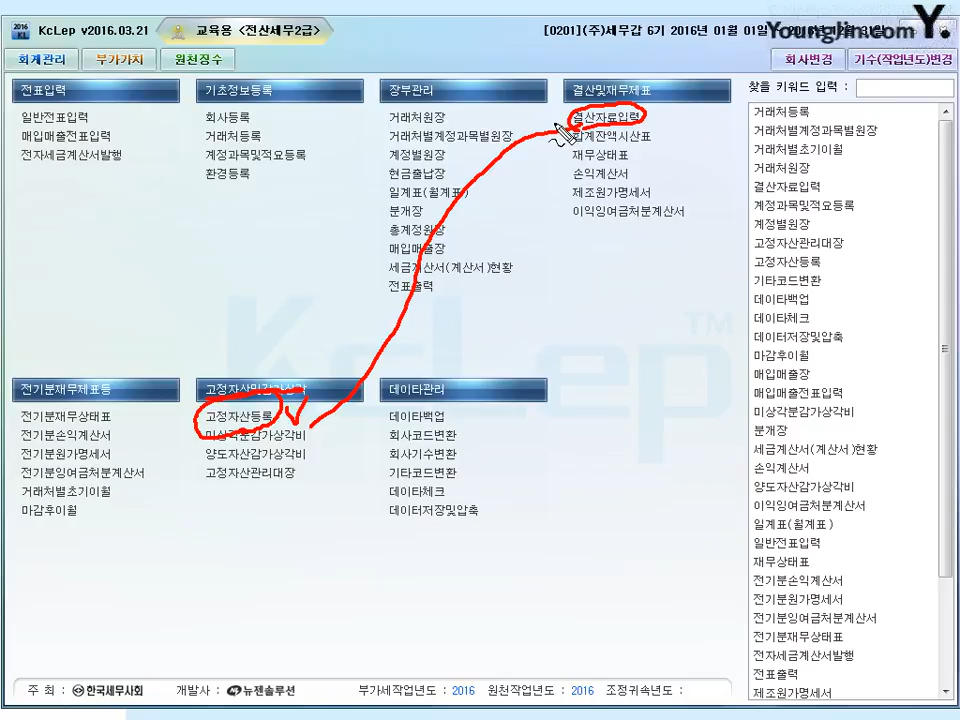 KcLep v2016.03.21
교육용 <전산세무2급>
[0201](주)세무갑 6기 2016년 01월 01일~2016년 12월 31일
Younglin.com Y.
회계관리 부가가치 원천징수
회사변경 기수(작업년도)변경
전표입력
일반전표입력
매입매출전표입력
전자세금계산서발행
기초정보등록
회사등록
거래처등록
계정과목및적요등록
환경등록
장부관리
거래처원장
거래처별계정과목별원장
계정별원장
현금출납장
일계표(월계표)
분개장
총계정원장
매입매출장
세금계산서(계산서)현황
전표출력
결산및재무제표
결산자료입력
합계잔액시산표
재무상태표
손익계산서
제조원가명세서
이익잉여금처분계산서
전기분재무제표등
전기분재무상태표
전기분손익계산서
전기분원가명세서
전기분잉여금처분계산서
거래처별초기이월
마감후이월
고정자산및감가상각
고정자산등록
미상각분감가상각비
양도자산감가상각비
고정자산관리대장
데이타관리
데이타백업
회사코드변환
회사기수변환
기타코드변환
데이타체크
데이터저장및압축
찾을 키워드 입력 :
거래처등록
거래처별계정과목별원장
거래처별초기이월
거래처원장
결산자료입력
계정과목및적요등록
계정별원장
고정자산관리대장
고정자산등록
기타코드변환
데이타백업
데이타체크
데이터저장및압축
마감후이월
매입매출장
매입매출전표입력
미상각분감가상각비
분개장
세금계산서(계산서)현황
손익계산서
양도자산감가상각비
이익잉여금처분계산서
일계표(월계표)
일반전표입력
재무상태표
전기분손익계산서
전기분원가명세서
전기분잉여금처분계산서
전기분재무상태표
전자세금계산서발행
전표출력
제조원가명세서
주 최 : 한국세무사회 개발사 : 뉴젠솔루션 부가세작업년도 : 2016 원천작업년도 : 2016 조정귀속년도 :
KcLep TM